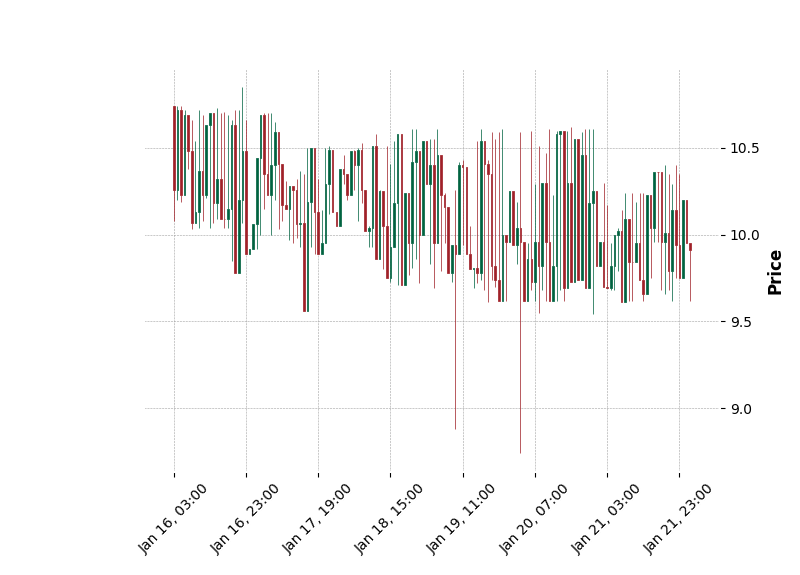 10.5
10.0
9.5
9.0
Price
Jan 16, 03:00
Jan 16, 23:00
Jan 17, 19:00
Jan 18, 15:00
Jan 19, 11:00
Jan 20, 07:00
Jan 21, 03:00
Jan 21, 23:00